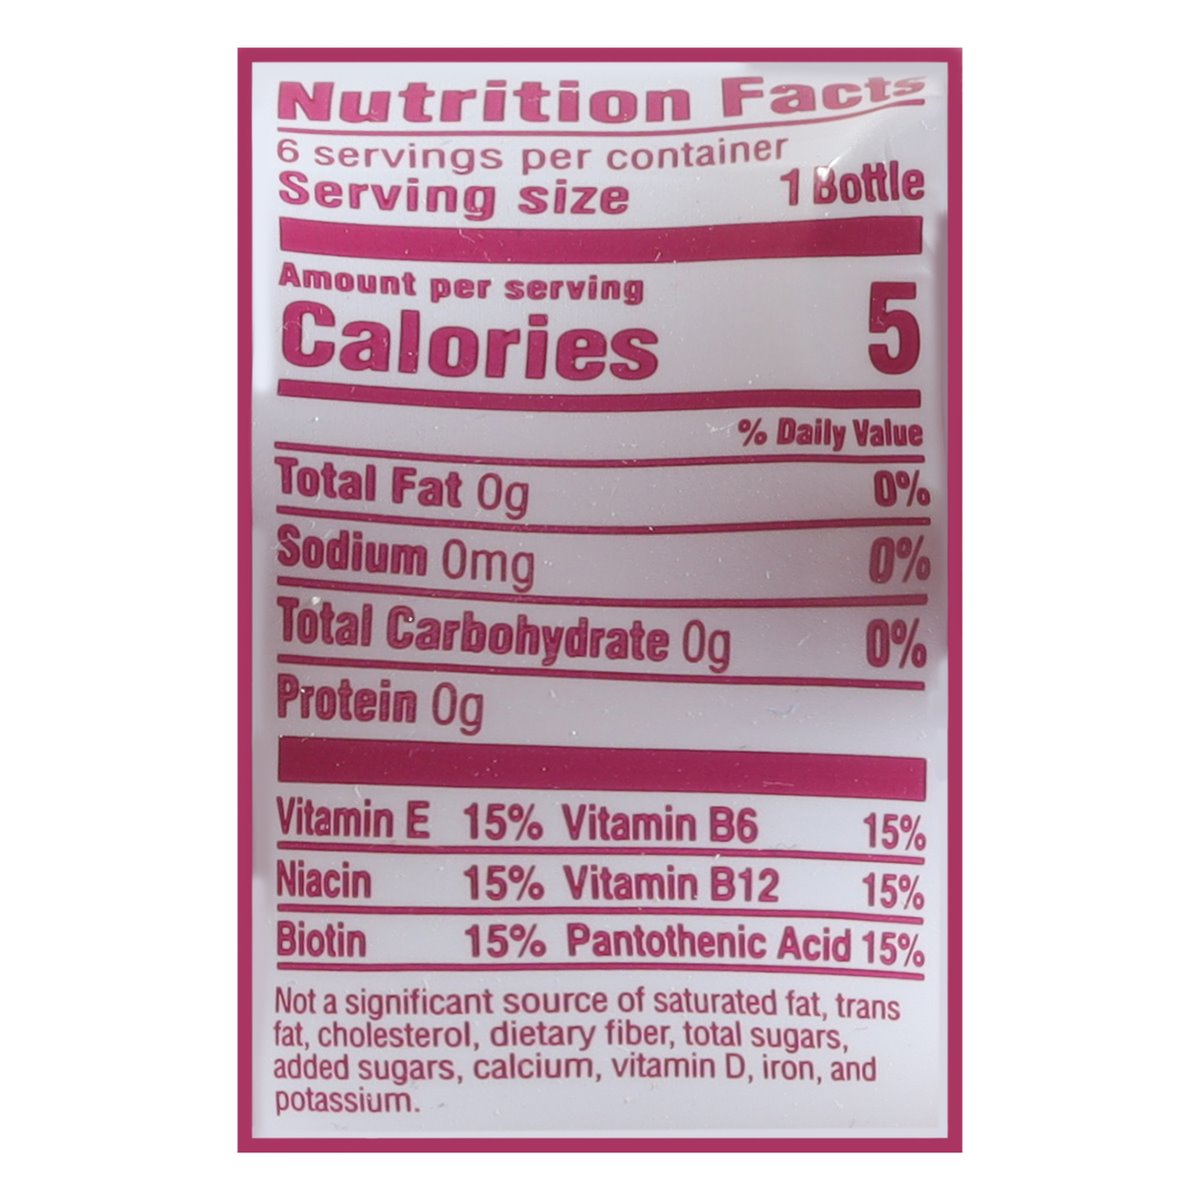 Nutrition Facts
6 servings per container
Serving size 1 Bottle
Amount per serving
Calories 5
% Daily Value
Total Fat 0g 0%
Sodium 0mg 0%
Total Carbohydrate 0g 0%
Protein 0g
Vitamin E 15% Vitamin B6 15%
Niacin 15% Vitamin B12 15%
Biotin 15% Pantothenic Acid 15%
Not a significant source of saturated fat, trans
fat, cholesterol, dietary fiber, total sugars,
added sugars, calcium, vitamin D, iron, and
potassium.